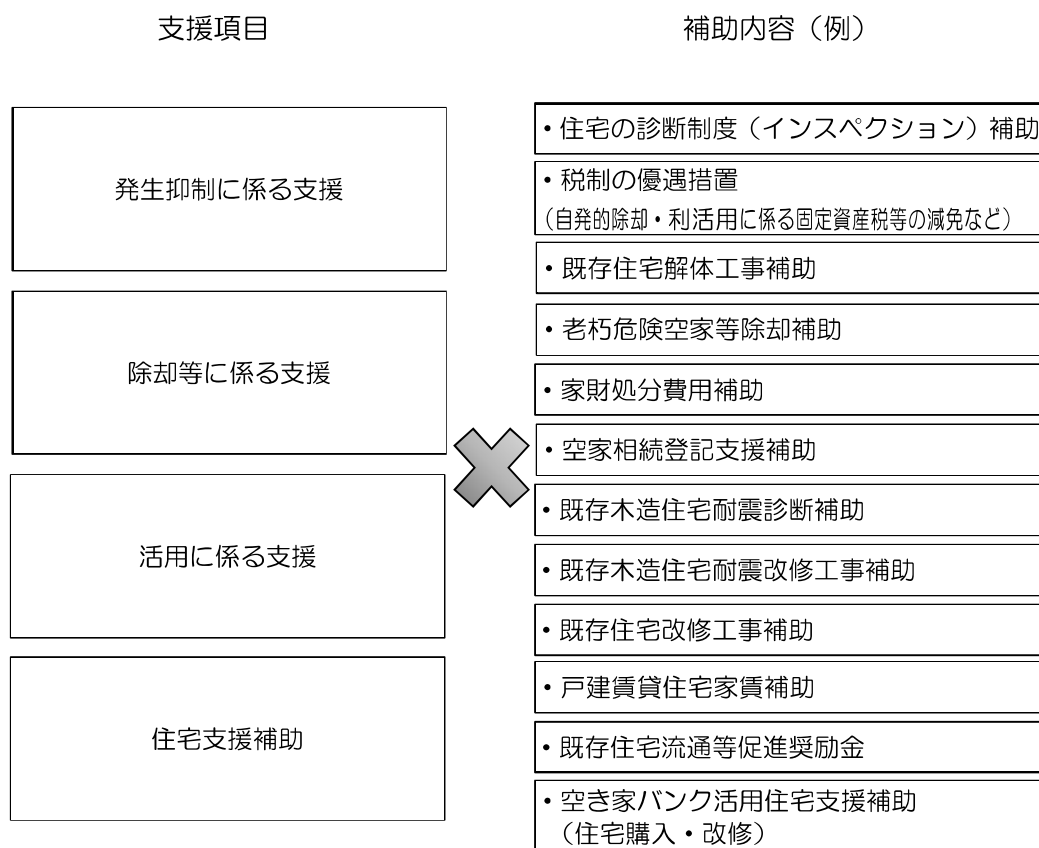 支援項目
発生抑制に係る支援
除却等に係る支援
活用に係る支援
住宅支援補助
補助内容（例）
・住宅の診断制度（インスペクション）補助
・税制の優遇措置
（自発的除却・利活用に係る固定資産税等の減免など）
・既存住宅解体工事補助
・老朽危険空家等除却補助
・家財処分費用補助
・空家相続登記支援補助
・既存木造住宅耐震診断補助
・既存木造住宅耐震改修工事補助
・既存住宅改修工事補助
・戸建賃貸住宅家賃補助
・既存住宅流通等促進奨励金
・空き家バンク活用住宅支援補助
（住宅購入・改修）